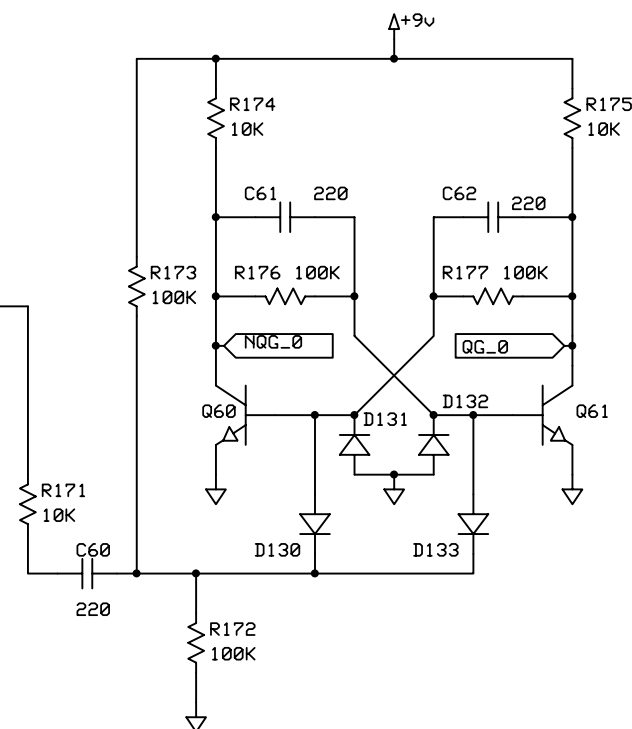 +9v
R174
10K
R175
10K
C61 220
C62 220
R173
100K
R176 100K
R177 100K
NQG_0
QG_0
Q60
D131
D132
Q61
R171
10K
C60
220
D130
D133
R172
100K